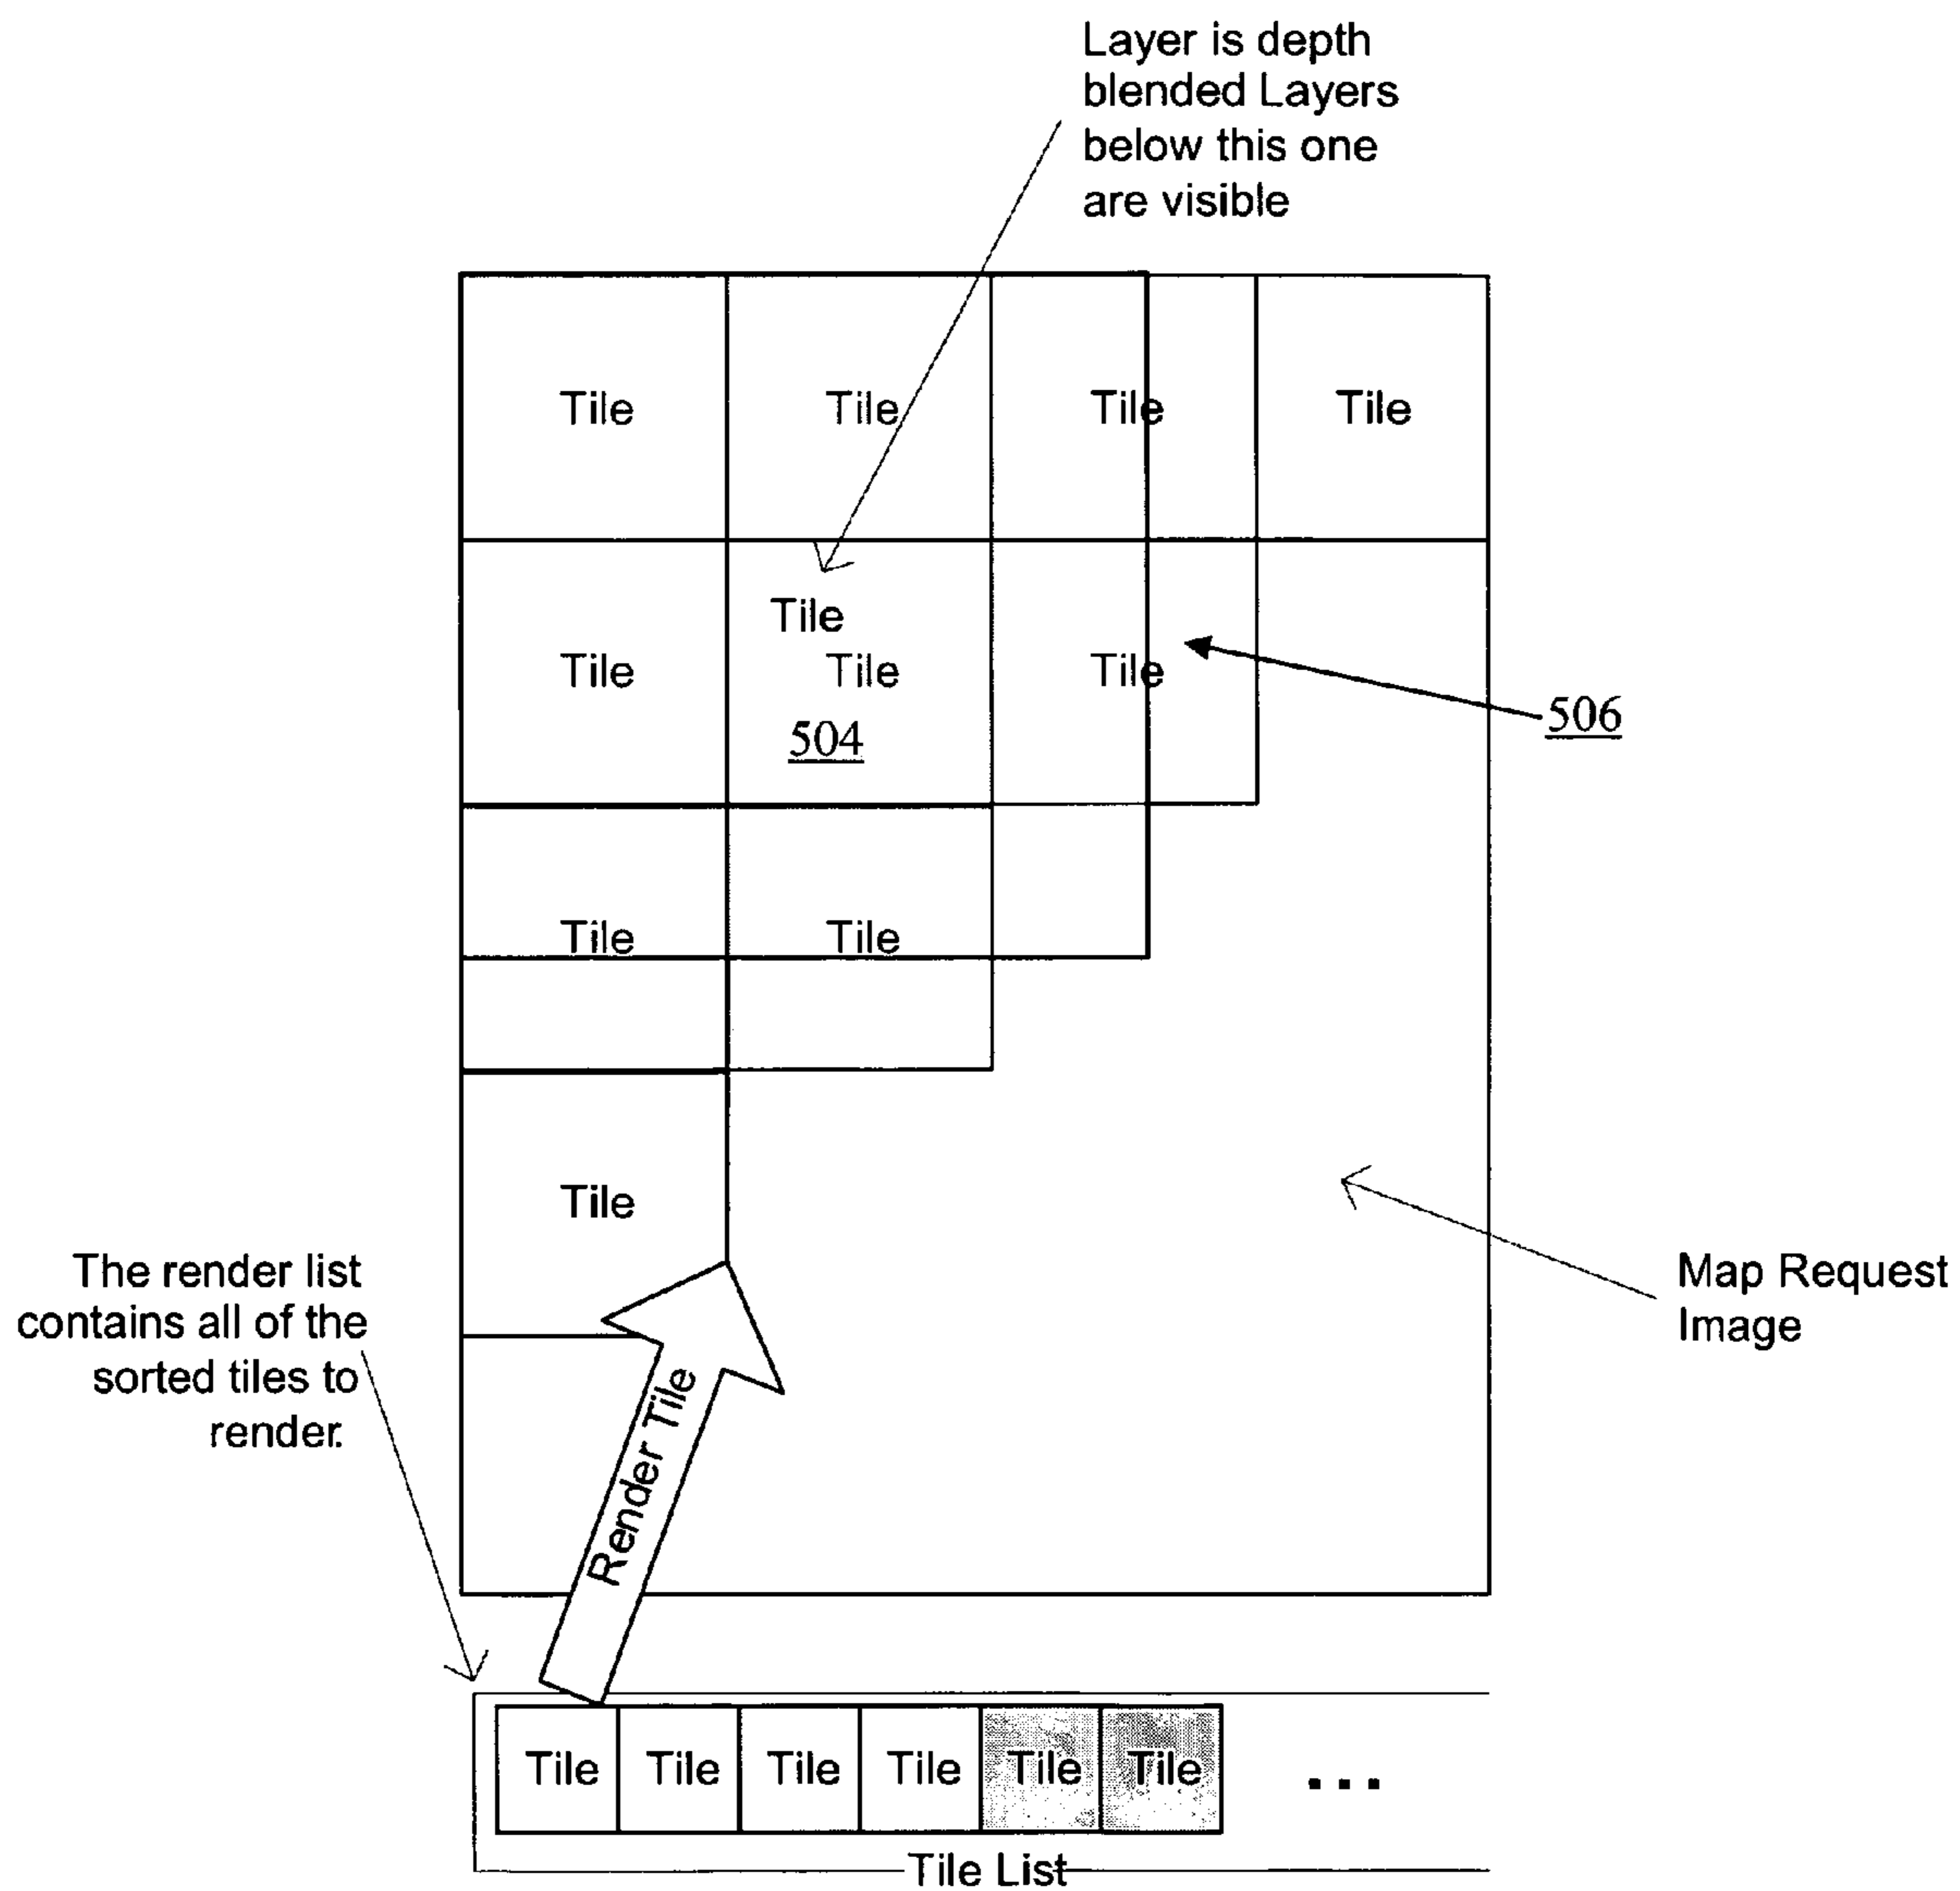 Layer is depth
blended Layers
below this one
are visible
Tile Tile Tile Tile
Tile
Tile Tile Tile
504
506
Tile Tile
Tile
The render list
contains all of the
sorted tiles to
render.
Map Request
Image
Render Tile
Tile Tile Tile Tile Tile Tile ...
Tile List